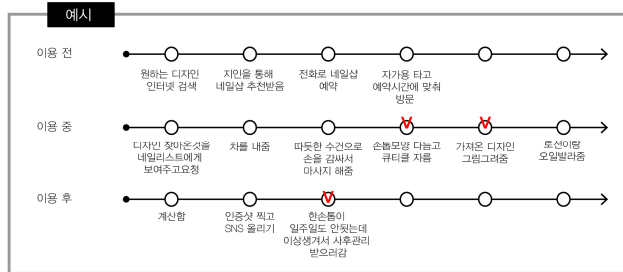 예시
이용 전
원하는 디자인
인터넷 검색
지인을 통해
네일샵 추천받음
전화로 네일샵
예약
자가용 타고
예약시간에 맞춰
방문
이용 중
디자인 찾아온것을
네일리스트에게
보여주고요청
차를 내줌
따듯한 수건으로
손을 감싸서
마사지 해줌
손톱모양 다듬고
큐티클 자름
가져온 디자인
그림그려줌
로션이랑
오일발라줌
이용 후
계산함
인증샷 찍고
SNS 올리기
한손톱이
일주일도 안됫는데
이상생겨서 사후관리
받으러감